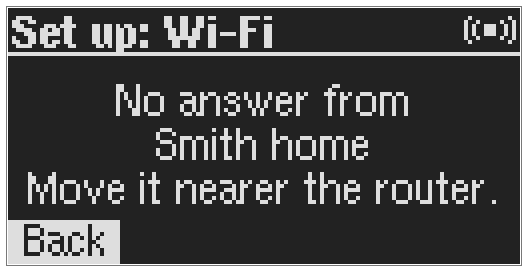 Set up: Wi-Fi
No answer from
Smith home
Move it nearer the router.
Back